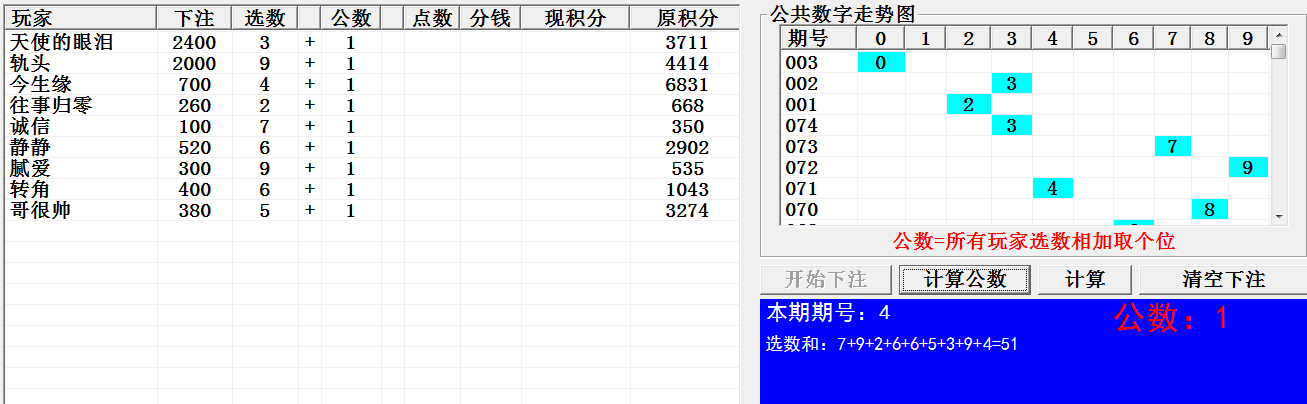 玩家 下注 选数 + 公数 点数 分钱 现积分 原积分
天使的眼泪 2400 3 + 1 3711
轨头 2000 9 + 1 4414
今生缘 700 4 + 1 6831
往事归零 260 2 + 1 668
诚信 100 7 + 1 350
静静 520 6 + 1 2902
腻爱 300 9 + 1 535
转角 400 6 + 1 1043
哥很帅 380 5 + 1 3274
公共数字走势图
期号 0 1 2 3 4 5 6 7 8 9
003 0
002 3
001 2
074 3
073 7
072 9
071 4
070 8
公数=所有玩家选数相加取个位
开始下注 计算公数 计算 清空下注
本期期号：4 公数：1
选数和：7+9+2+6+6+5+3+9+4=51